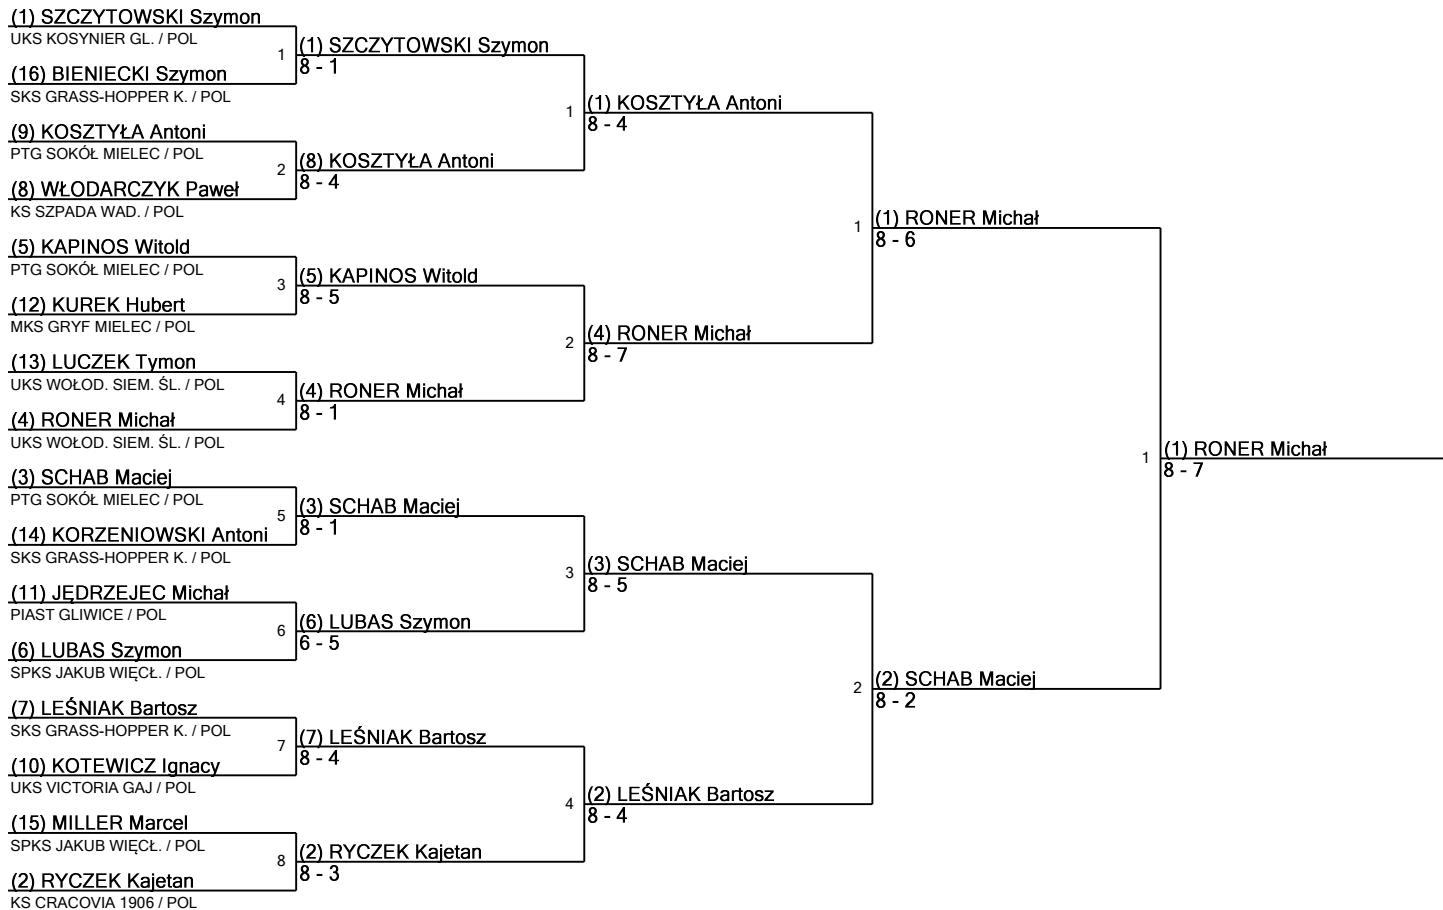 (1) SZCZYTOWSKI Szymon
UKS KOSYNIER GL. / POL
(16) BIENIECKI Szymon
SKS GRASS-HOPPER K. / POL
(9) KOSZTYŁA Antoni
PTG SOKÓŁ MIELEC / POL
(8) WŁODARCZYK Paweł
KS SZPADA WAD. / POL
(5) KAPINOS Witold
PTG SOKÓŁ MIELEC / POL
(12) KUREK Hubert
MKS GRYF MIELEC / POL
(13) LUCZEK Tymon
UKS WOŁOD. SIEM. ŚL. / POL
(4) RONER Michał
UKS WOŁOD. SIEM. ŚL. / POL
(3) SCHAB Maciej
PTG SOKÓŁ MIELEC / POL
(14) KORZENIOWSKI Antoni
SKS GRASS-HOPPER K. / POL
(11) JĘDRZEJEC Michał
PIAST GLIWICE / POL
(6) LUBAS Szymon
SPKS JAKUB WIĘCŁ. / POL
(7) LEŚNIAK Bartosz
SKS GRASS-HOPPER K. / POL
(10) KOTEWICZ Ignacy
UKS VICTORIA GAJ / POL
(15) MILLER Marcel
SPKS JAKUB WIĘCŁ. / POL
(2) RYCZEK Kajetan
KS CRACOVIA 1906 / POL
1 (1) SZCZYTOWSKI Szymon
8 - 1
2 (8) KOSZTYŁA Antoni
8 - 4
3 (5) KAPINOS Witold
8 - 5
4 (4) RONER Michał
8 - 1
5 (3) SCHAB Maciej
8 - 1
6 (6) LUBAS Szymon
6 - 5
7 (7) LEŚNIAK Bartosz
8 - 4
8 (2) RYCZEK Kajetan
8 - 3
1 (1) KOSZTYŁA Antoni
8 - 4
2 (4) RONER Michał
8 - 7
3 (3) SCHAB Maciej
8 - 5
4 (2) LEŚNIAK Bartosz
8 - 4
1 (1) RONER Michał
8 - 6
2 (2) SCHAB Maciej
8 - 2
1 (1) RONER Michał
8 - 7